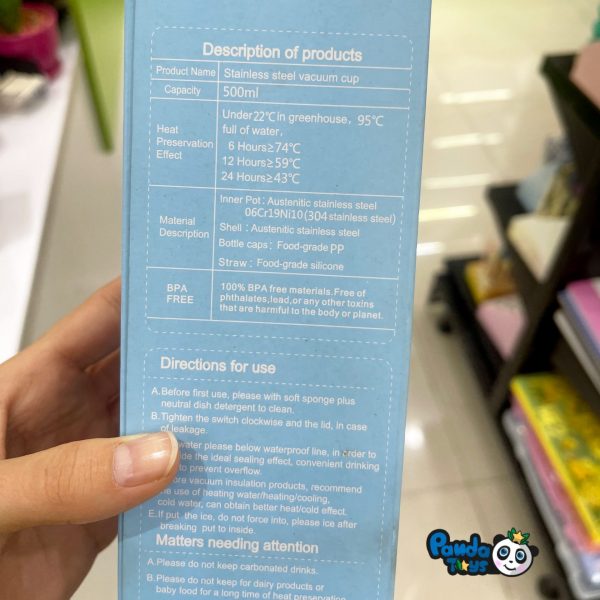 Description of products
Product Name Stainless steel vacuum cup
Capacity 500ml
Heat
Preservation
Effect
Under 22℃ in greenhouse, 95℃
full of water,
6 Hours≥74℃
12 Hours≥59℃
24 Hours≥43℃
Material
Description
Inner Pot: Austenitic stainless steel
06Cr19Ni10(304 stainless steel)
Shell: Austenitic stainless steel
Bottle caps: Food-grade PP
Straw: Food-grade silicone
BPA
FREE
100% BPA free materials.Free of
phthalates,lead,or any other toxins
that are harmful to the body or planet.
Directions for use
A.Before first use, please with soft sponge plus
neutral dish detergent to clean.
B.Tighten the switch clockwise and the lid, in case
of leakage.
water please below waterproof line, in order to
the ideal sealing effect, convenient drinking
to prevent overflow.
vacuum insulation products, recommend
the use of heating water/heating/cooling,
cold water, can obtain better heat/cold effect.
E.If put the ice, do not force into, please ice after
breaking put to inside.
Matters needing attention
A.Please do not keep carbonated drinks.
B.Please do not keep for dairy products or
baby food for a long time of heat preservation
Panda
Toys